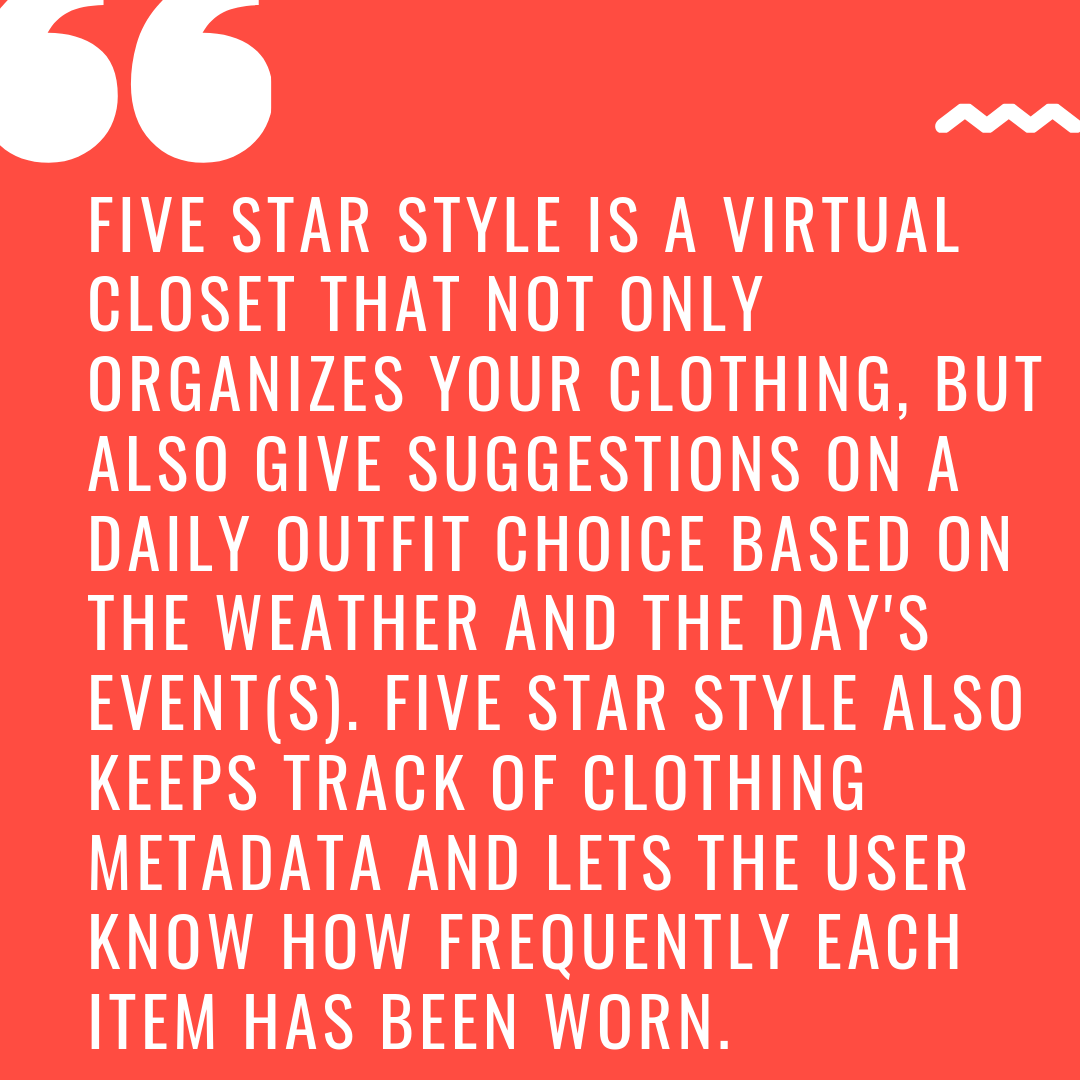 FIVE STAR STYLE IS A VIRTUAL
CLOSET THAT NOT ONLY
ORGANIZES YOUR CLOTHING, BUT
ALSO GIVE SUGGESTIONS ON A
DAILY OUTFIT CHOICE BASED ON
THE WEATHER AND THE DAY'S
EVENT(S). FIVE STAR STYLE ALSO
KEEPS TRACK OF CLOTHING
METADATA AND LETS THE USER
KNOW HOW FREQUENTLY EACH
ITEM HAS BEEN WORN.